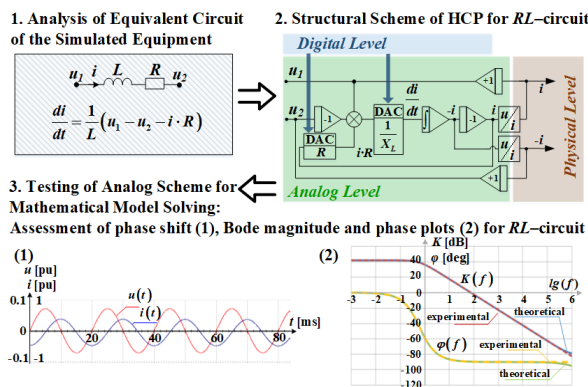 1. Analysis of Equivalent Circuit
of the Simulated Equipment
u₁ i L R u₂
di/dt = 1/L (u₁ − u₂ − i·R)
2. Structural Scheme of HCP for RL–circuit
Digital Level
u₁
u₂
-1
DAC
R
i·R
DAC
1/X_L
di/dt
∫
-i
-1
i
u/i
u/i
+1
+1
i
-i
Analog Level
Physical Level
3. Testing of Analog Scheme for
Mathematical Model Solving:
Assessment of phase shift (1), Bode magnitude and phase plots (2) for RL–circuit
(1)
u [pu]
i [pu]
0.1 1
0
-0.1 -1
u(t)
i(t)
t [ms]
20 40 60 80
(2)
K [dB]
φ [deg]
40
20
-20
-40
-60
-80
-100
-120
-3 -2 -1 0 1 2 3 4 5 6
lg(f)
K(f)
experimental
theoretical
φ(f)
experimental
theoretical